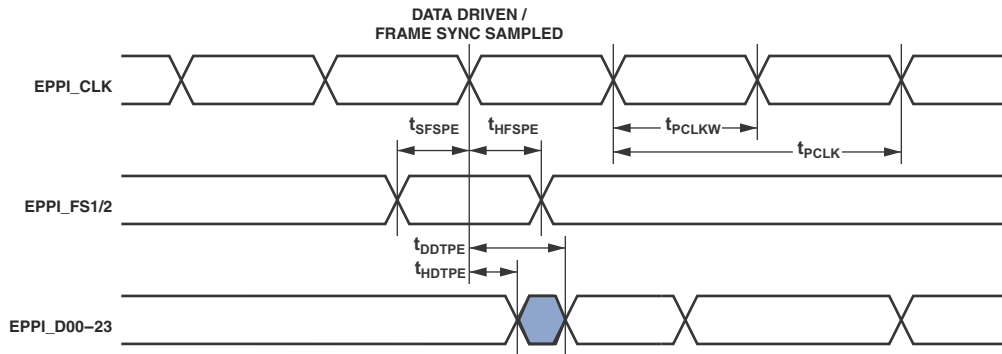 DATA DRIVEN /
FRAME SYNC SAMPLED
EPPI_CLK
tSFSPE
tHFSPE
tPCLKW
tPCLK
EPPI_FS1/2
tDDTPE
tHDTPE
EPPI_D00–23